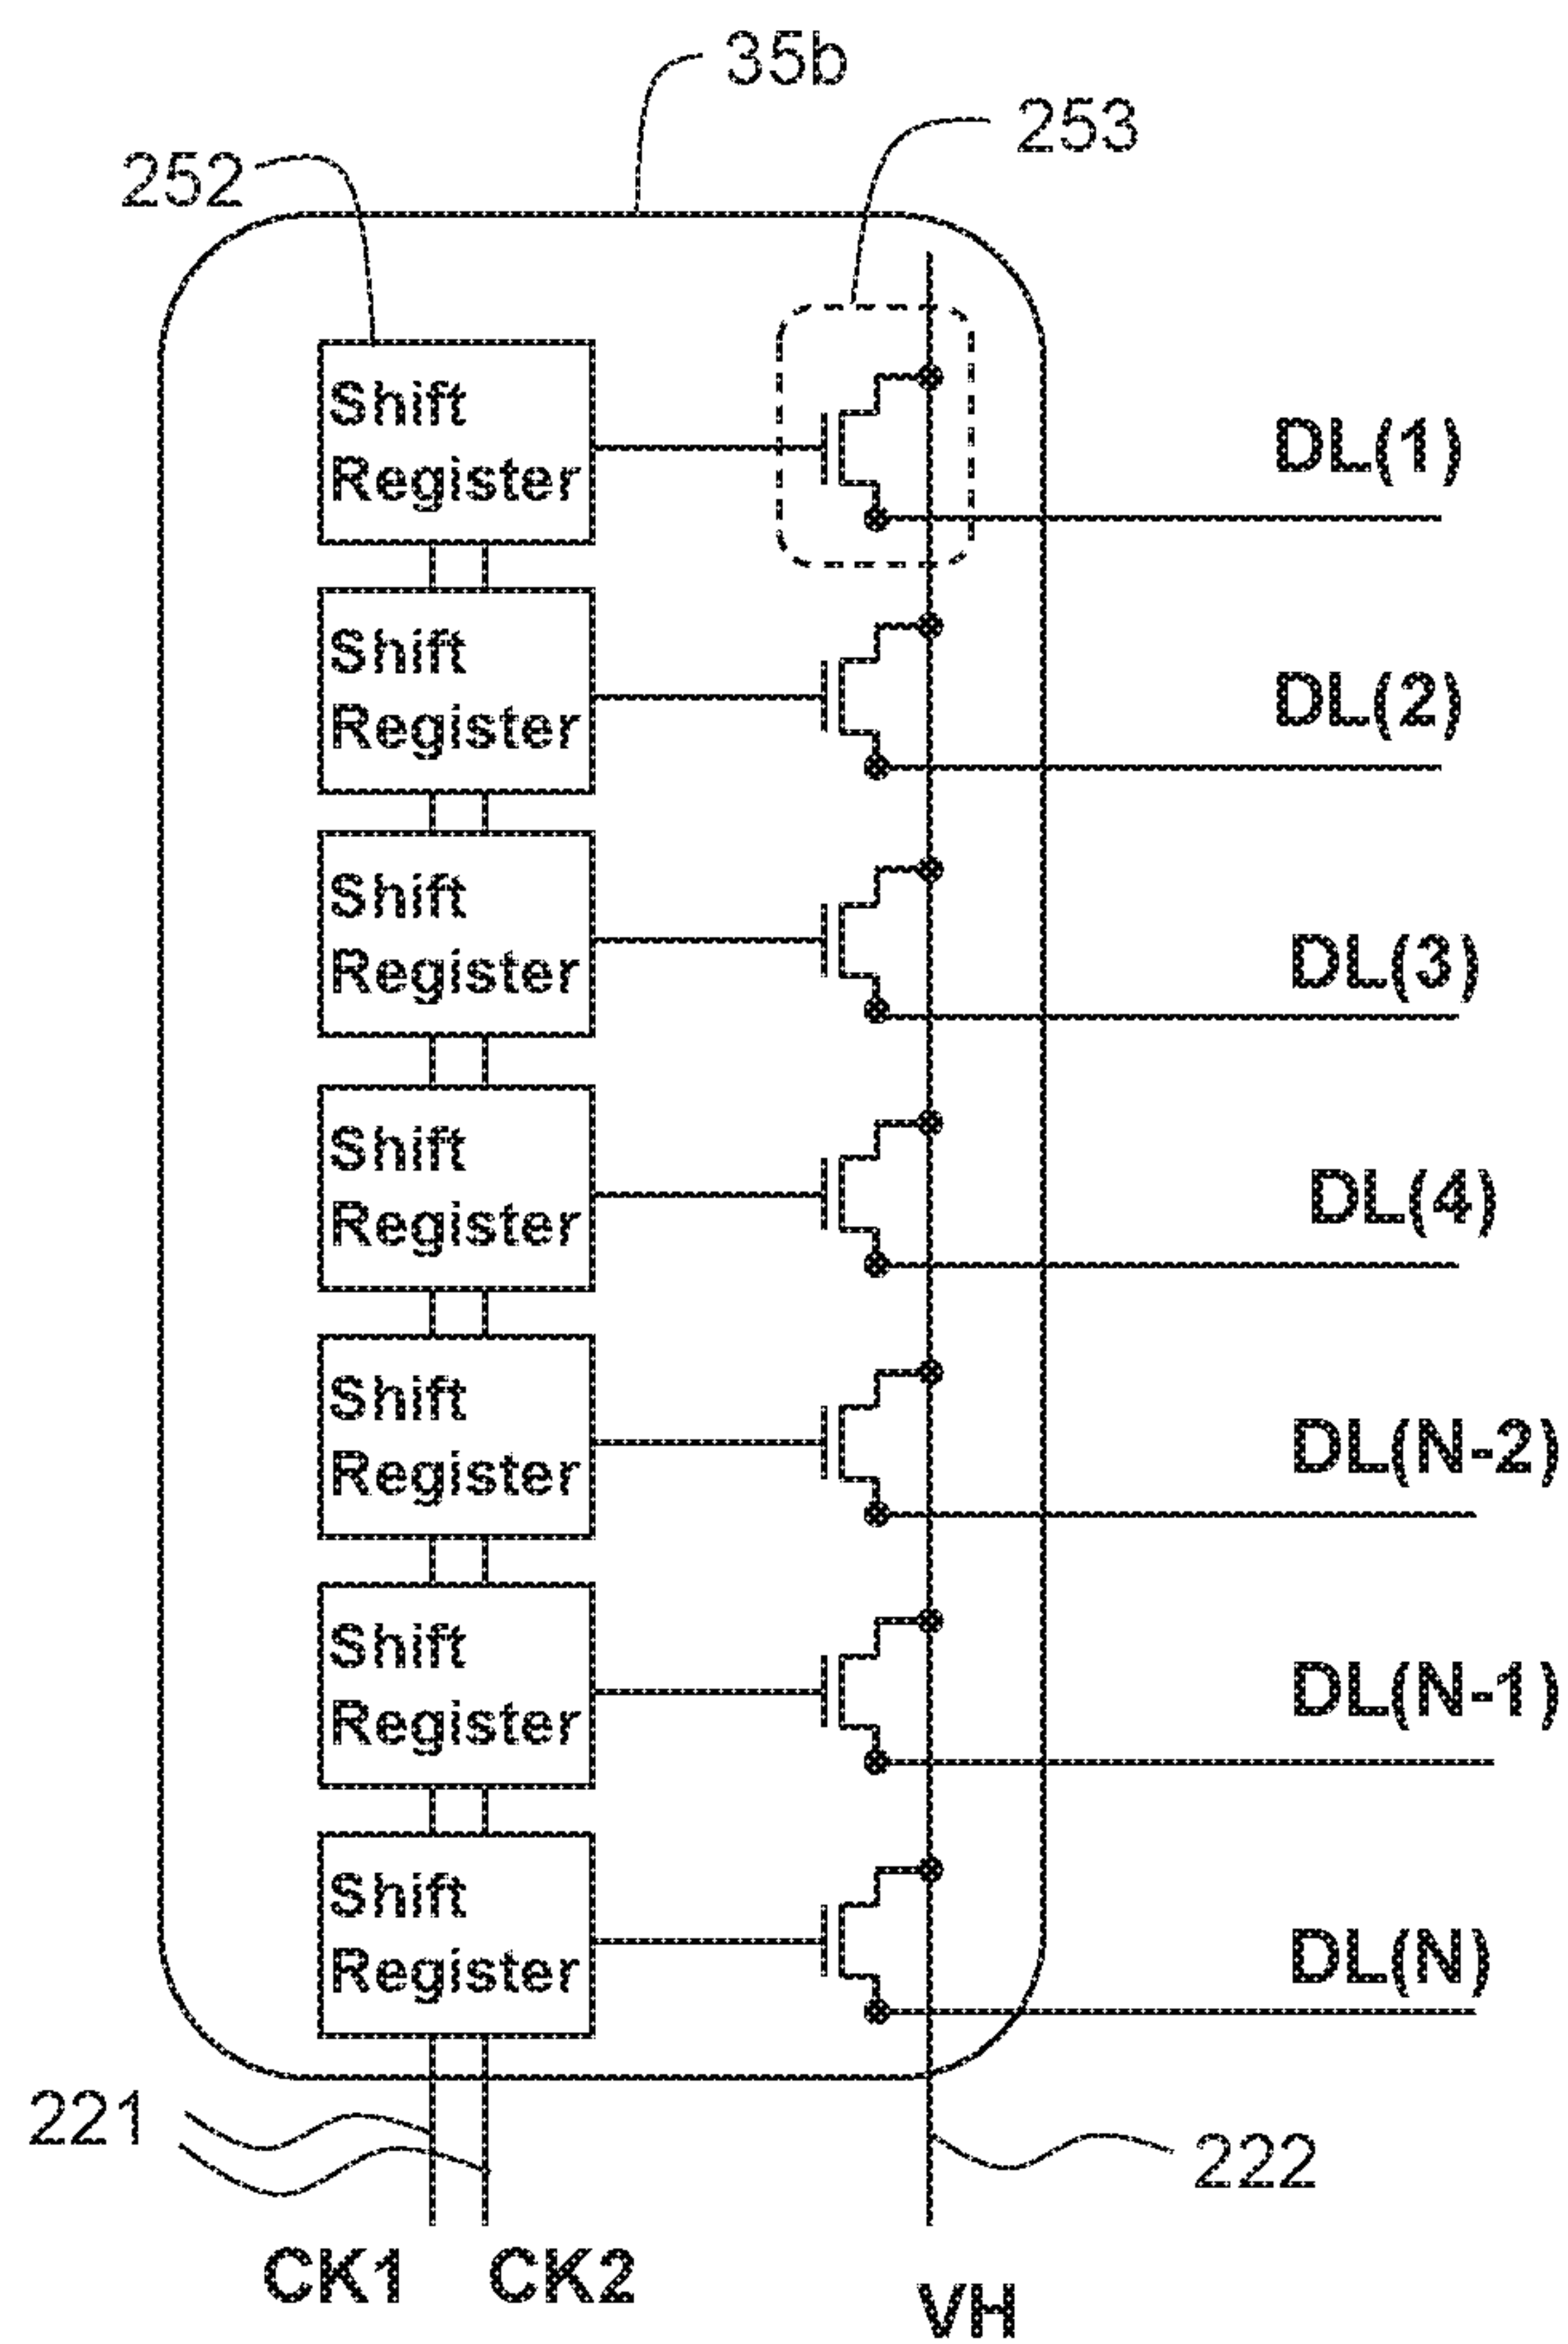 35b
253
252
Shift
Register
DL(1)
Shift
Register
DL(2)
Shift
Register
DL(3)
Shift
Register
DL(4)
Shift
Register
DL(N-2)
Shift
Register
DL(N-1)
Shift
Register
DL(N)
221
222
CK1 CK2
VH